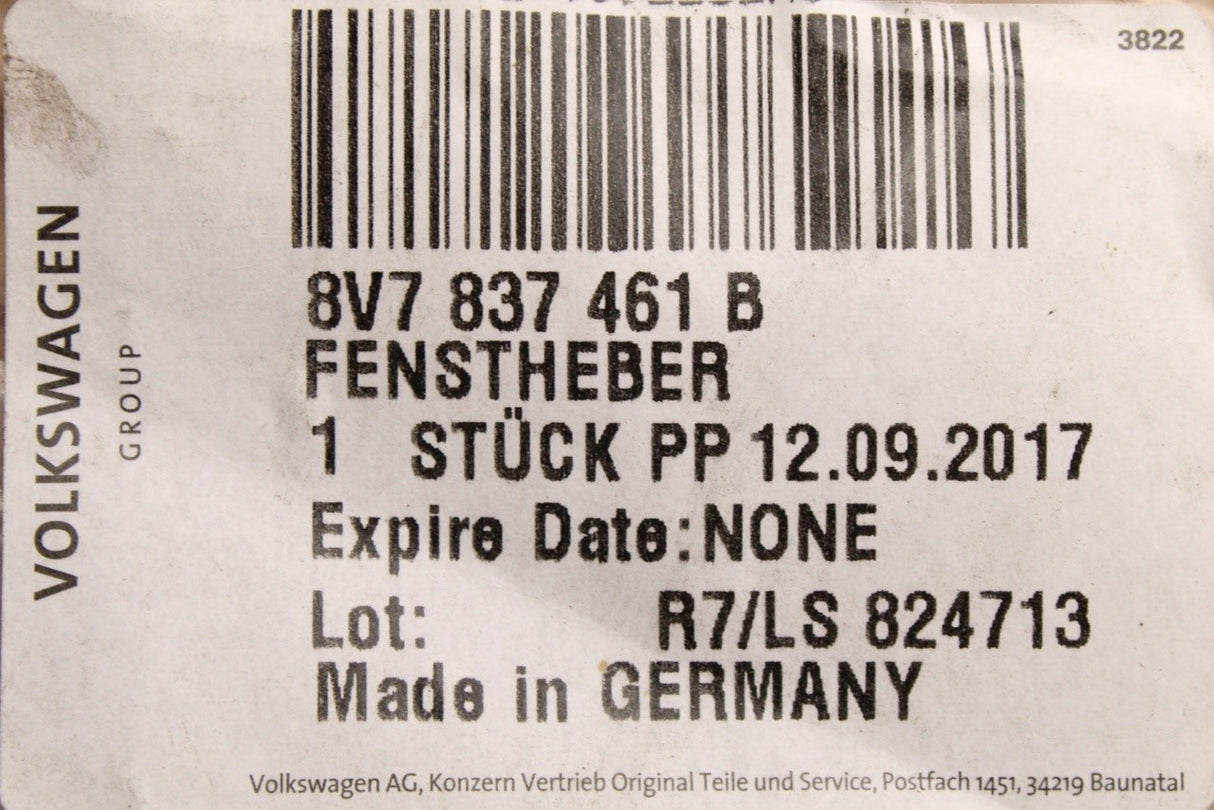 3822
VOLKSWAGEN
GROUP
8V7 837 461 B
FENSTHEBER
1 STÜCK PP 12.09.2017
Expire Date:NONE
Lot: R7/LS 824713
Made in GERMANY
Volkswagen AG, Konzern Vertrieb Original Teile und Service, Postfach 1451, 34219 Baunatal